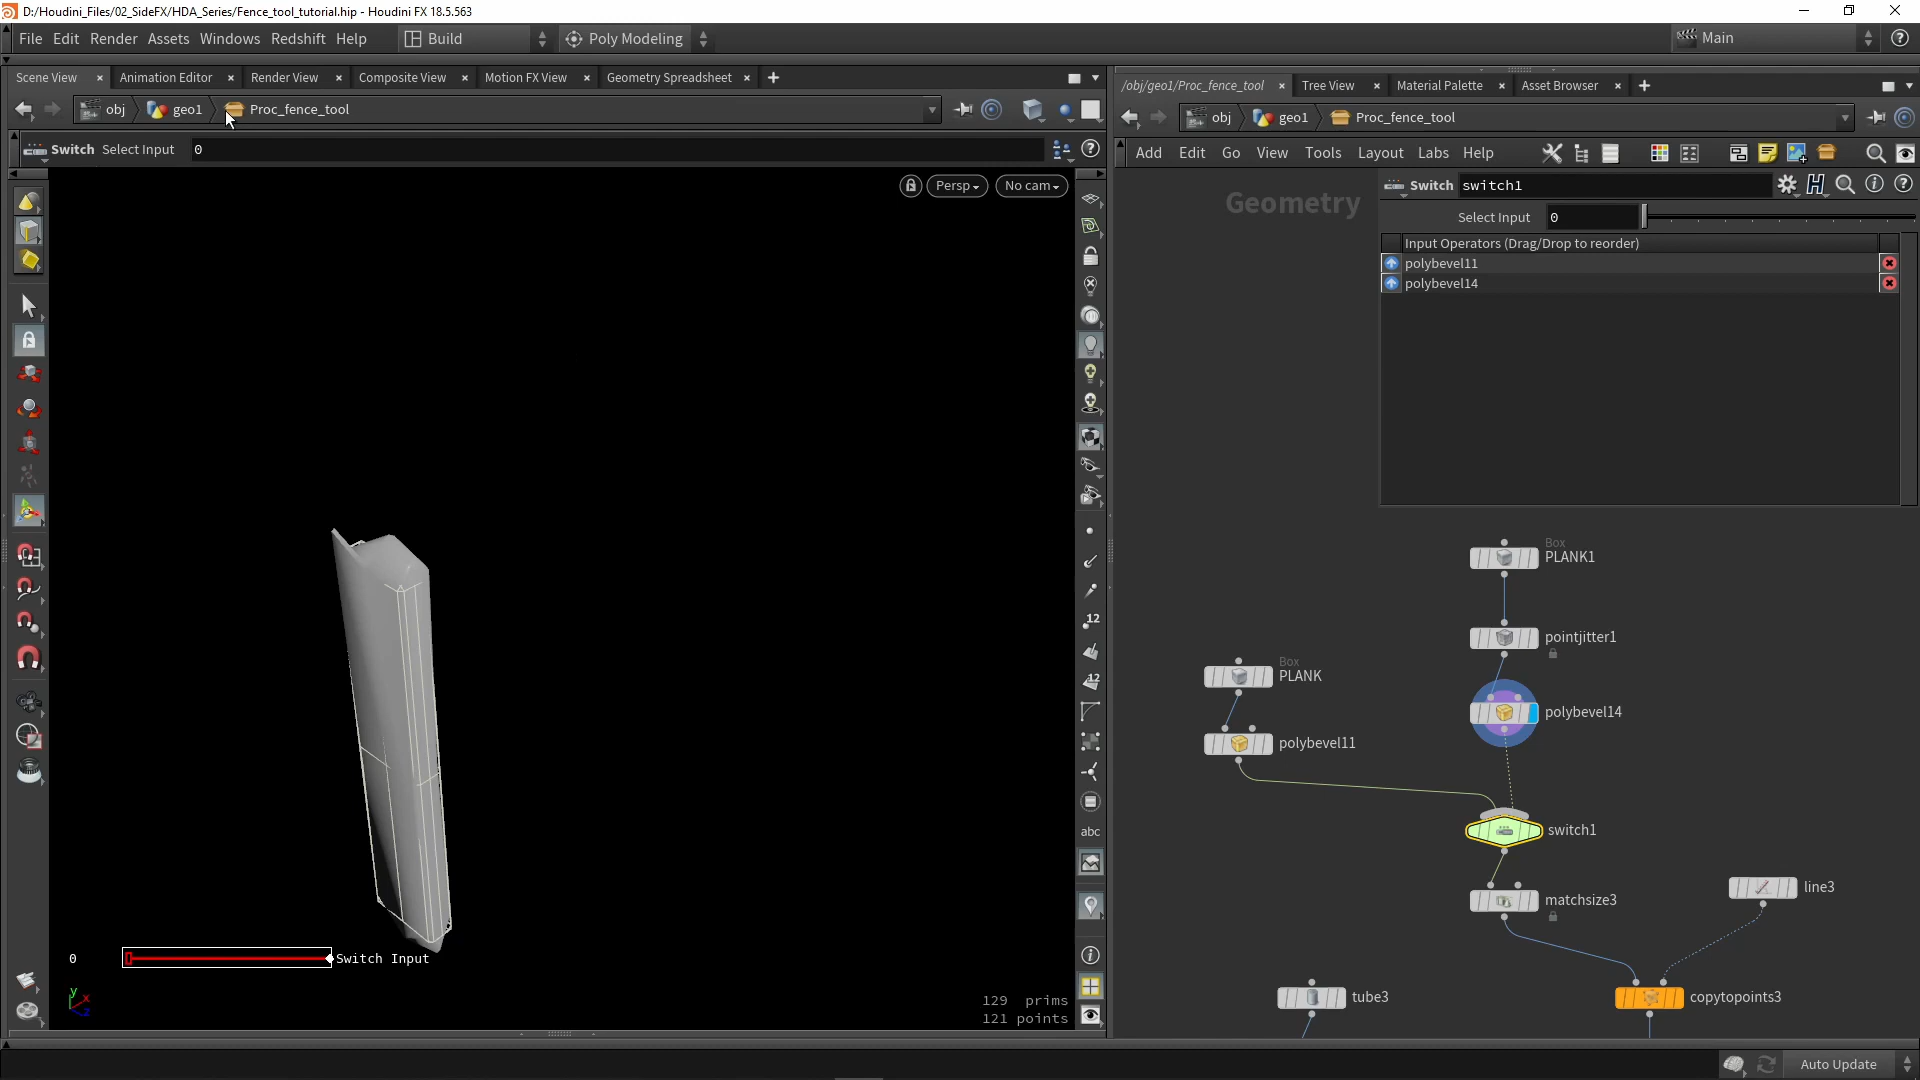 D:/Houdini_Files/02_SideFX/HDA_Series/Fence_tool_tutorial.hip - Houdini FX 18.5.563
File Edit Render Assets Windows Redshift Help Build Poly Modeling Main
Scene View Animation Editor Render View Composite View Motion FX View Geometry Spreadsheet
/obj/geo1/Proc_fence_tool Tree View Material Palette Asset Browser
obj geo1 Proc_fence_tool
obj geo1 Proc_fence_tool
Switch Select Input 0
Add Edit Go View Tools Layout Labs Help
Persp No cam
Geometry
Switch switch1
Select Input 0
Input Operators (Drag/Drop to reorder)
polybevel11
polybevel14
Box
PLANK1
pointjitter1
Box
PLANK
polybevel14
polybevel11
switch1
matchsize3
line3
tube3
copytopoints3
12
12
abc
0 Switch Input
y
x
z
129 prims
121 points
Auto Update